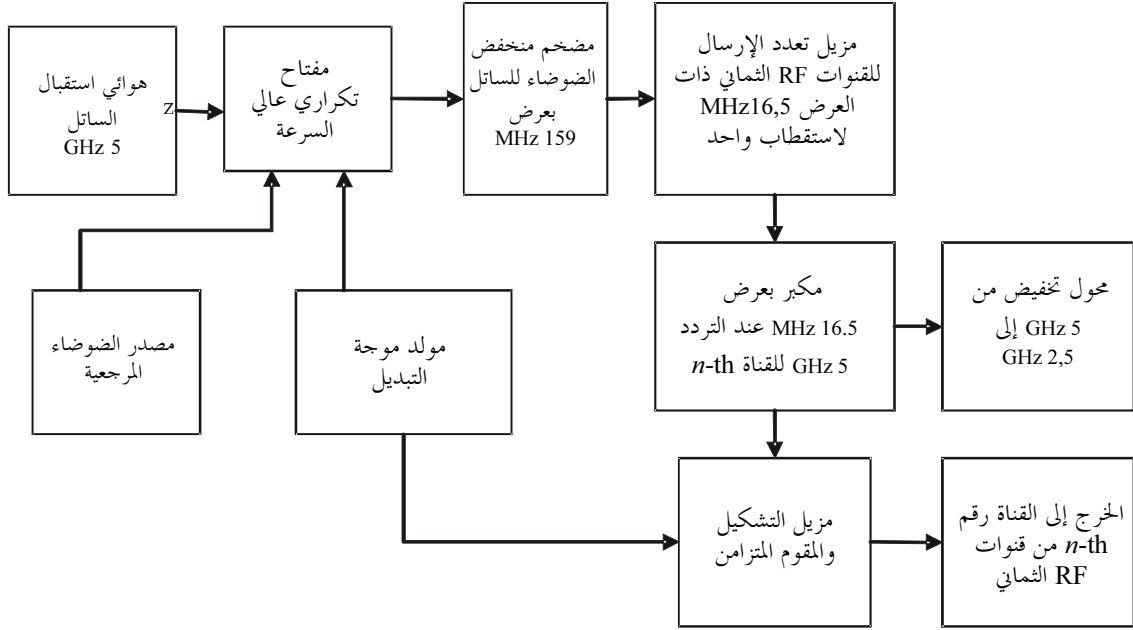 هوائي استقبال
الساتل
GHz 5
Z
مفتاح
تكراري عالي
السرعة
مضخم منخفض
الضوضاء للساتل
بعرض
MHz 159
مزيل تعدد الإرسال
للقنوات RF الثماني ذات
العرض MHz16,5
لاستقطاب واحد
مصدر الضوضاء
المرجعية
مولد موجة
التبديل
مكبر بعرض
MHz 16.5 عند التردد
GHz 5 للقناة n-th
محول تخفيض من
GHz 5 إلى
GHz 2,5
مزيل التشكيل
والمقوم المتزامن
الخرج إلى القناة رقم
n-th من قنوات
RF الثماني